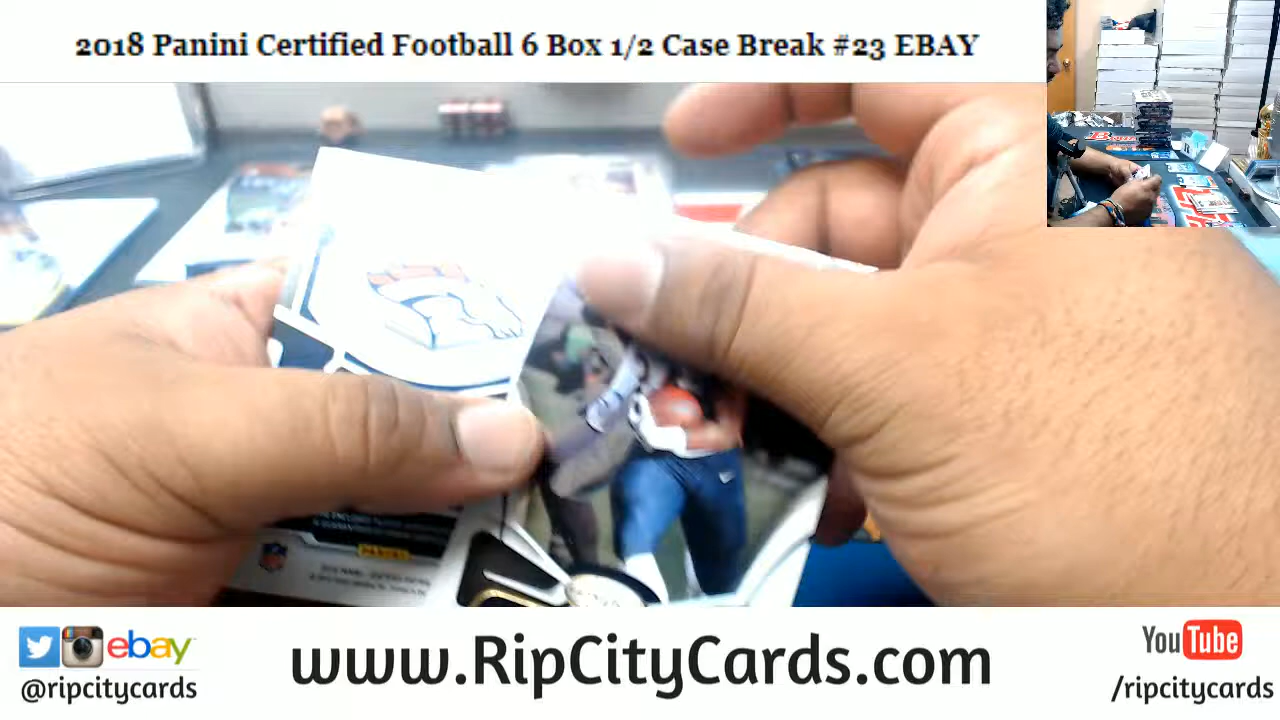 2018 Panini Certified Football 6 Box 1/2 Case Break #23 EBAY
PANINI
ebay
@ripcitycards
www.RipCityCards.com
YouTube
/ripcitycards